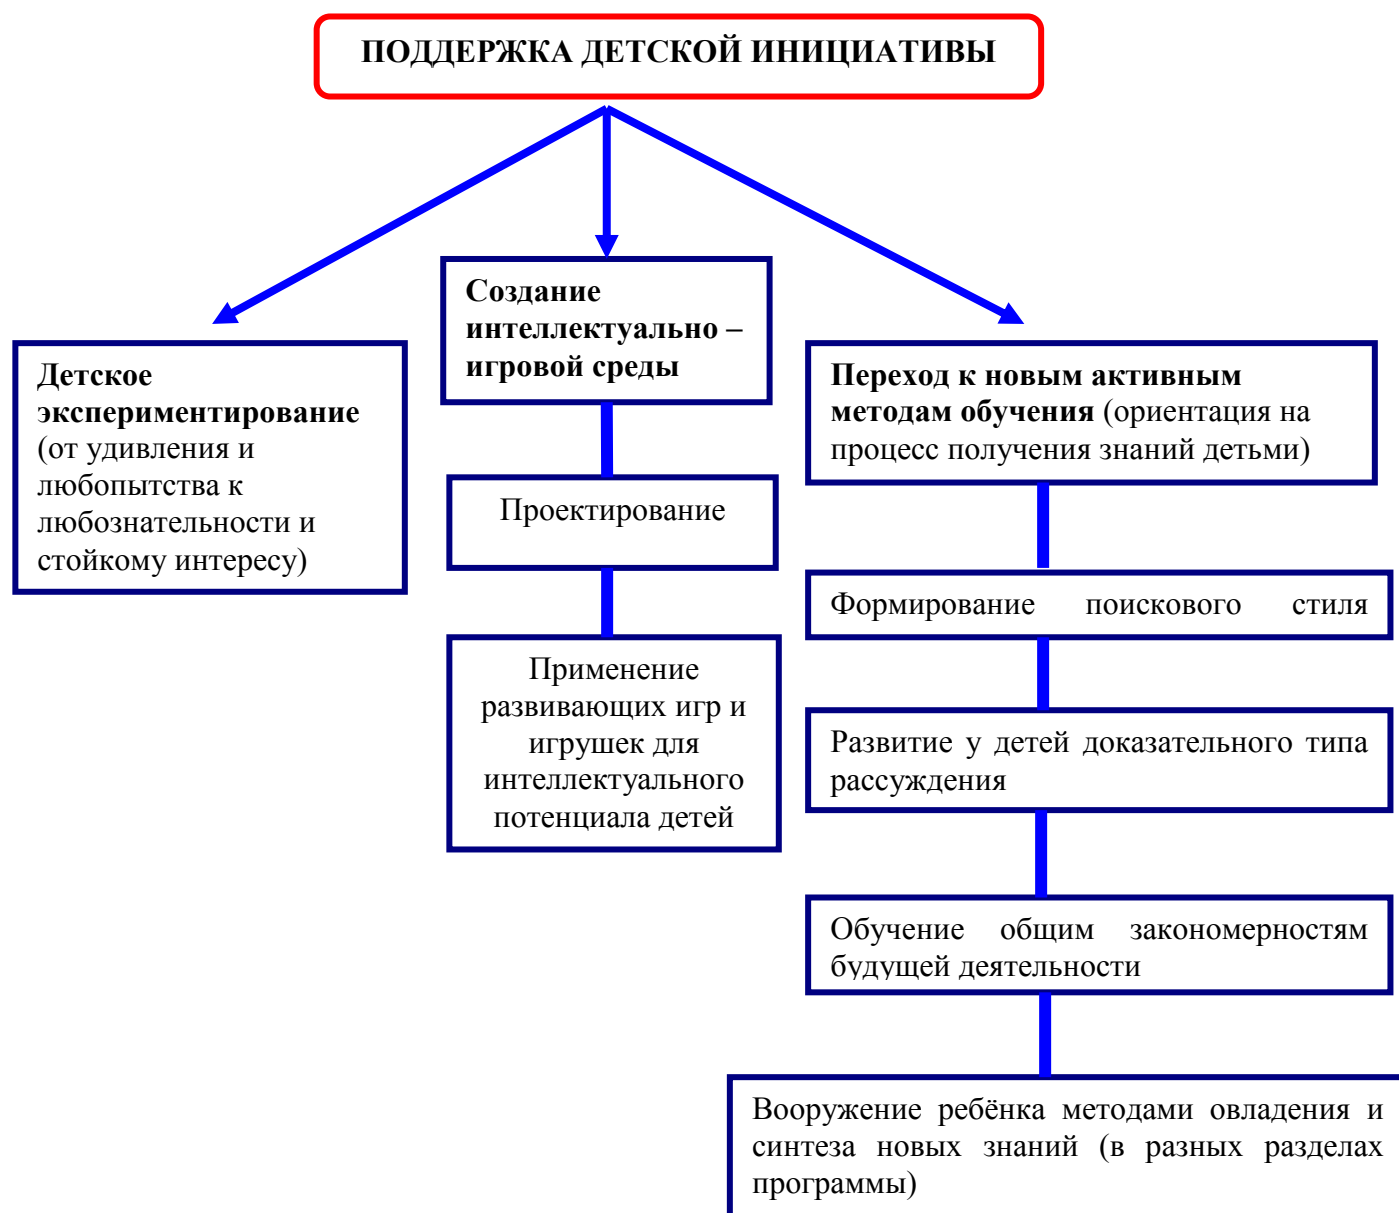 ПОДДЕРЖКА ДЕТСКОЙ ИНИЦИАТИВЫ
Детское
экспериментирование
(от удивления и
любопытства к
любознательности и
стойкому интересу)
Создание
интеллектуально –
игровой среды
Проектирование
Применение
развивающих игр и
игрушек для
интеллектуального
потенциала детей
Переход к новым активным
методам обучения (ориентация на
процесс получения знаний детьми)
Формирование поискового стиля
Развитие у детей доказательного типа
рассуждения
Обучение общим закономерностям
будущей деятельности
Вооружение ребёнка методами овладения и
синтеза новых знаний (в разных разделах
программы)